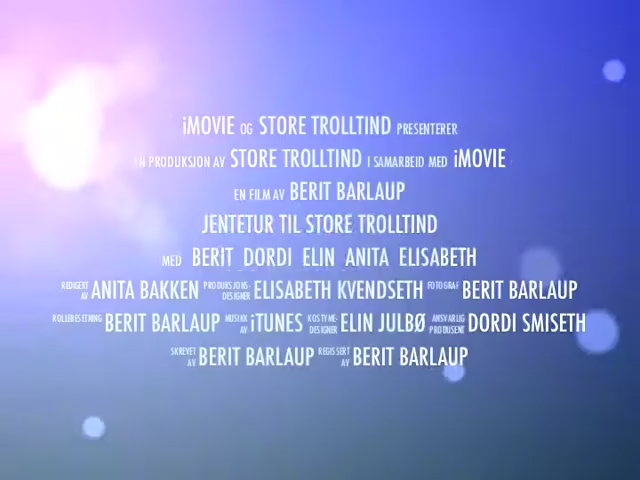 iMOVIE OG STORE TROLLTIND PRESENTERER
EN PRODUKSJON AV STORE TROLLTIND I SAMARBEID MED iMOVIE
EN FILM AV BERIT BARLAUP
JENTETUR TIL STORE TROLLTIND
MED BERIT DORDI ELIN ANITA ELISABETH
REDIGERT AV ANITA BAKKEN PRODUKSJONS-DESIGNER ELISABETH KVENDSETH FOTOGRAF BERIT BARLAUP
ROLLEBESETNING BERIT BARLAUP MUSIKK AV iTUNES KOSTYME-DESIGNER ELIN JULBØ ANSVARLIG PRODUSENT DORDI SMISETH
SKREVET AV BERIT BARLAUP REGISSERT AV BERIT BARLAUP